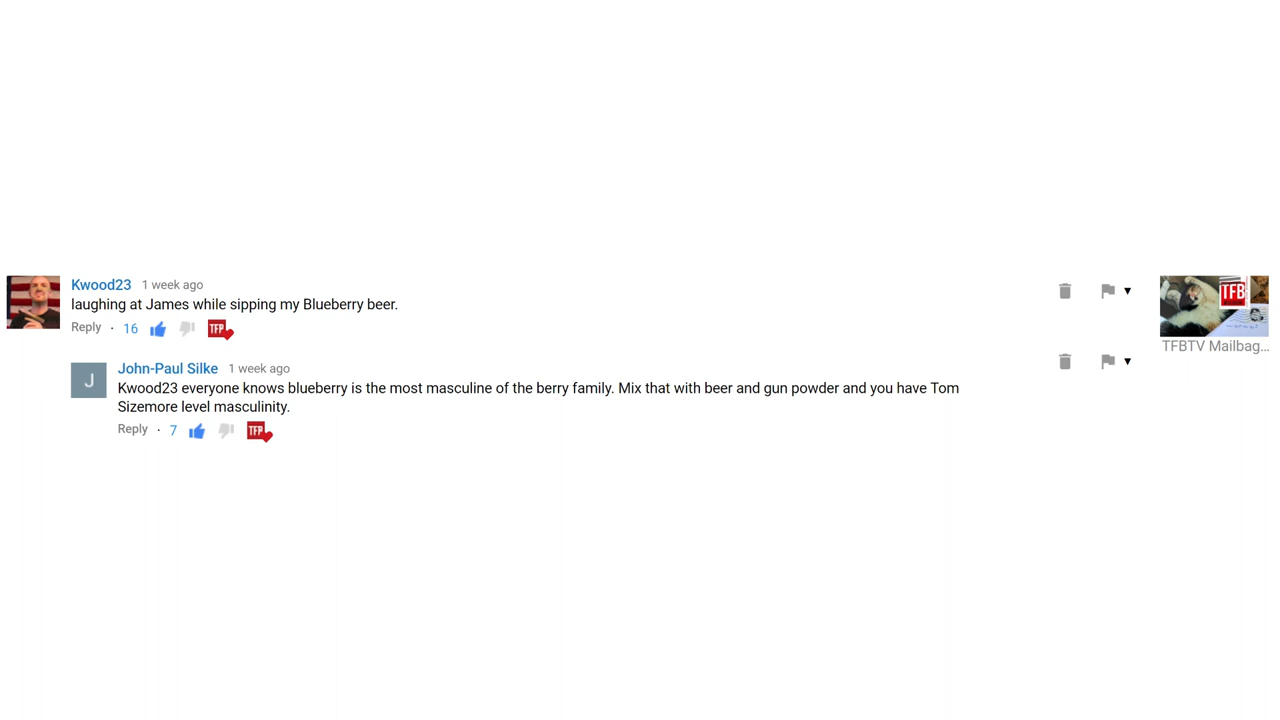 Kwood23 1 week ago
laughing at James while sipping my Blueberry beer.
Reply · 16
TFB
TFBTV Mailbag...
John-Paul Silke 1 week ago
Kwood23 everyone knows blueberry is the most masculine of the berry family. Mix that with beer and gun powder and you have Tom
Sizemore level masculinity.
J
Reply · 7